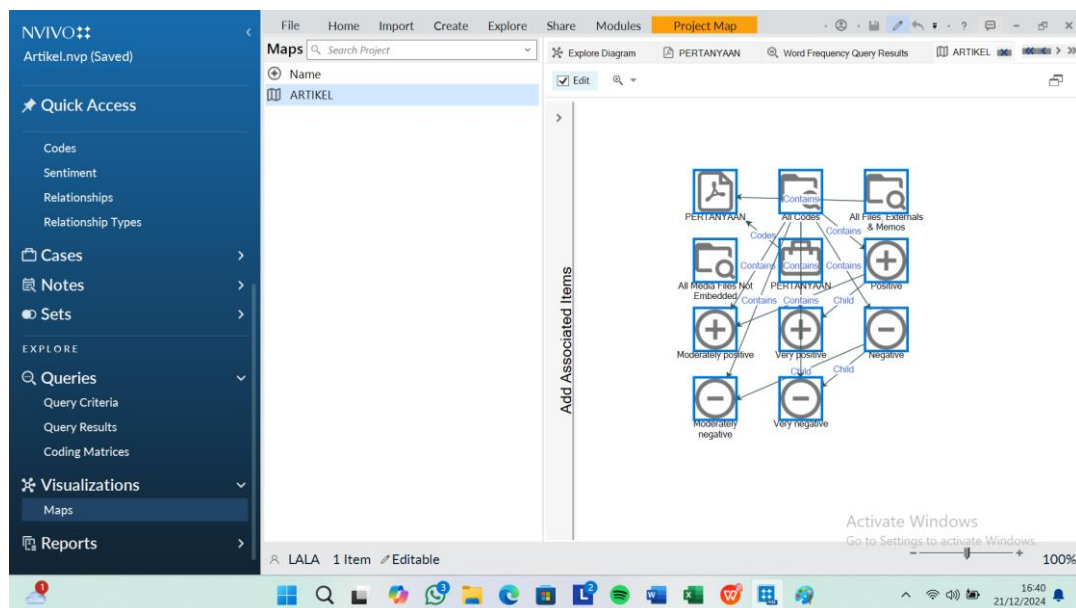 NVIVO
Artikel.nvp (Saved)
Quick Access
Codes
Sentiment
Relationships
Relationship Types
Cases
Notes
Sets
EXPLORE
Queries
Query Criteria
Query Results
Coding Matrices
Visualizations
Maps
Reports
File Home Import Create Explore Share Modules Project Map
Maps Search Project
Name
ARTIKEL
LALA 1 Item Editable
Explore Diagram PERTANYAAN Word Frequency Query Results ARTIKEL
Edit
Add Associated Items
PERTANYAAN All Codes All Files, Externals & Memos
Contains
Codes Contains
All Media Files Not Embedded PERTANYAAN Positive
Contains Contains Contains
Contains Contains Child
Moderately positive Very positive Negative
Child Child
Moderately negative Very negative
Activate Windows
Go to Settings to activate Windows.
100%
16:40
21/12/2024